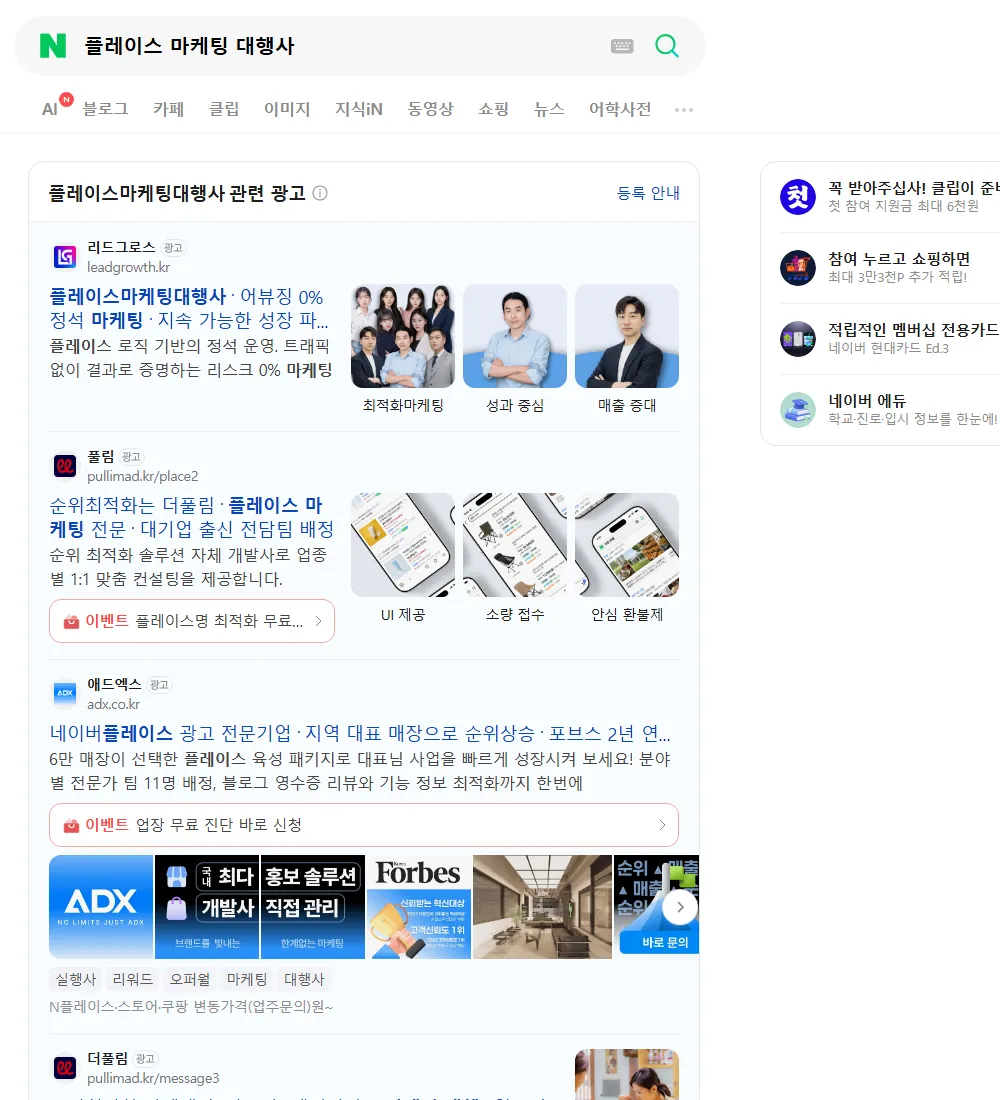 플레이스 마케팅 대행사
AI N 블로그 카페 클립 이미지 지식iN 동영상 쇼핑 뉴스 어학사전 ···
플레이스마케팅대행사 관련 광고
등록 안내
리드그로스 광고
leadgrowth.kr
플레이스마케팅대행사 · 어뷰징 0%
정석 마케팅 · 지속 가능한 성장 파...
플레이스 로직 기반의 정석 운영. 트래픽
없이 결과로 증명하는 리스크 0% 마케팅
최적화마케팅 성과 중심 매출 증대
풀림 광고
pullimad.kr/place2
순위최적화는 더풀림 · 플레이스 마
케팅 전문 · 대기업 출신 전담팀 배정
순위 최적화 솔루션 자체 개발사로 업종
별 1:1 맞춤 컨설팅을 제공합니다.
UI 제공 소량 접수 안심 환불제
이벤트 플레이스명 최적화 무료...
애드엑스 광고
adx.co.kr
네이버플레이스 광고 전문기업 · 지역 대표 매장으로 순위상승 · 포브스 2년 연...
6만 매장이 선택한 플레이스 육성 패키지로 대표님 사업을 빠르게 성장시켜 보세요! 분야
별 전문가 팀 11명 배정, 블로그 영수증 리뷰와 기능 정보 최적화까지 한번에
이벤트 업장 무료 진단 바로 신청
ADX
NO LIMITS JUST ADX
국내 최다
개발사
브랜드를 빛내는
홍보 솔루션
직접 관리
한계없는 마케팅
Korea
Forbes
신뢰받는 혁신대상
고객신뢰도 1위
순위 ▲ 매출
▲ 매출
순위
바로 문의
실행사 리워드 오퍼월 마케팅 대행사
N플레이스·스토어·쿠팡 변동가격(업주문의)원~
더풀림 광고
pullimad.kr/message3
첫
꼭 받아주십사! 클립이 준비
첫 참여 지원금 최대 6천원
참여 누르고 쇼핑하면
최대 3만3천P 추가 적립!
적립적인 멤버십 전용카드
네이버 현대카드 Ed.3
네이버 에듀
학교·진로·입시 정보를 한눈에!